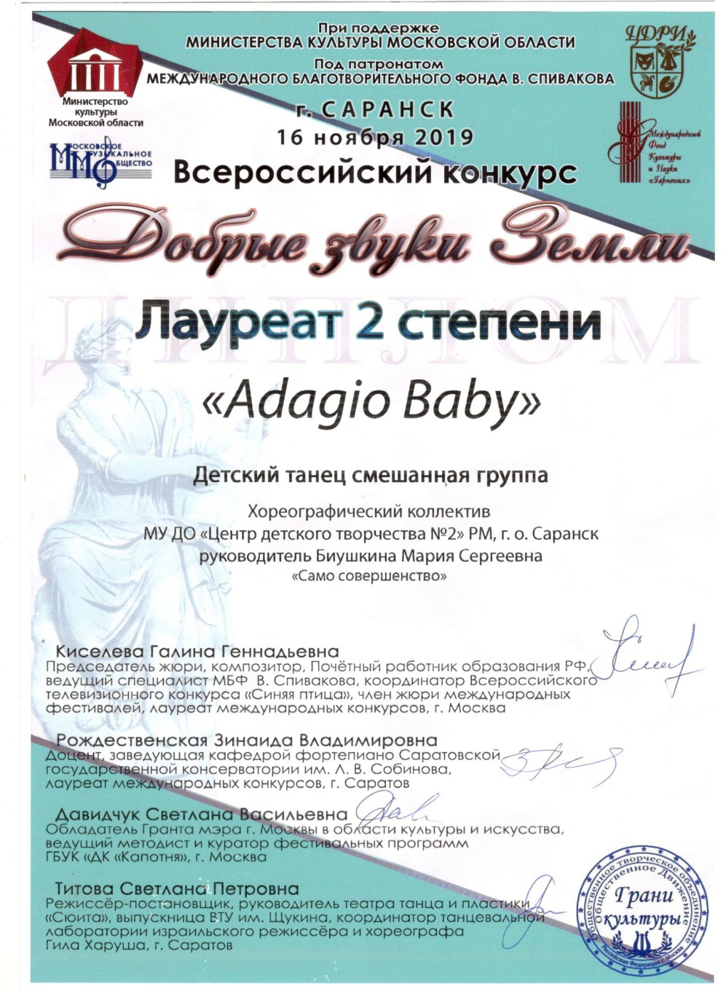 При поддержке
МИНИСТЕРСТВА КУЛЬТУРЫ МОСКОВСКОЙ ОБЛАСТИ
Под патронатом
МЕЖДУНАРОДНОГО БЛАГОТВОРИТЕЛЬНОГО ФОНДА В. СПИВАКОВА
Министерство
культуры
Московской области
ЦДРИ
г. САРАНСК
16 ноября 2019
МОСКОВСКОЕ
МУЗЫКАЛЬНОЕ
ОБЩЕСТВО
Международный
Фонд
Культуры
и Науки
«Гармония»
Всероссийский конкурс
Добрые звуки Земли
ДИПЛОМ
Лауреат 2 степени
«Adagio Baby»
Детский танец смешанная группа
Хореографический коллектив
МУ ДО «Центр детского творчества №2» РМ, г. о. Саранск
руководитель Биушкина Мария Сергеевна
«Само совершенство»
Киселева Галина Геннадьевна
Председатель жюри, композитор, Почётный работник образования РФ,
ведущий специалист МБФ В. Спивакова, координатор Всероссийского
телевизионного конкурса «Синяя птица», член жюри международных
фестивалей, лауреат международных конкурсов, г. Москва
Рождественская Зинаида Владимировна
Доцент, заведующая кафедрой фортепиано Саратовской
государственной консерватории им. Л. В. Собинова,
лауреат международных конкурсов, г. Саратов
Давидчук Светлана Васильевна
Обладатель Гранта мэра г. Москвы в области культуры и искусства,
ведущий методист и куратор фестивальных программ
ГБУК «ДК «Капотня», г. Москва
Титова Светлана Петровна
Режиссёр-постановщик, руководитель театра танца и пластики
«Сюита», выпускница ВТУ им. Щукина, координатор танцевальной
лаборатории израильского режиссёра и хореографа
Гила Харуша, г. Саратов
Общественное творческое объединение
Общественное Движение
Грани
культуры
Российская Федерация г. Москва